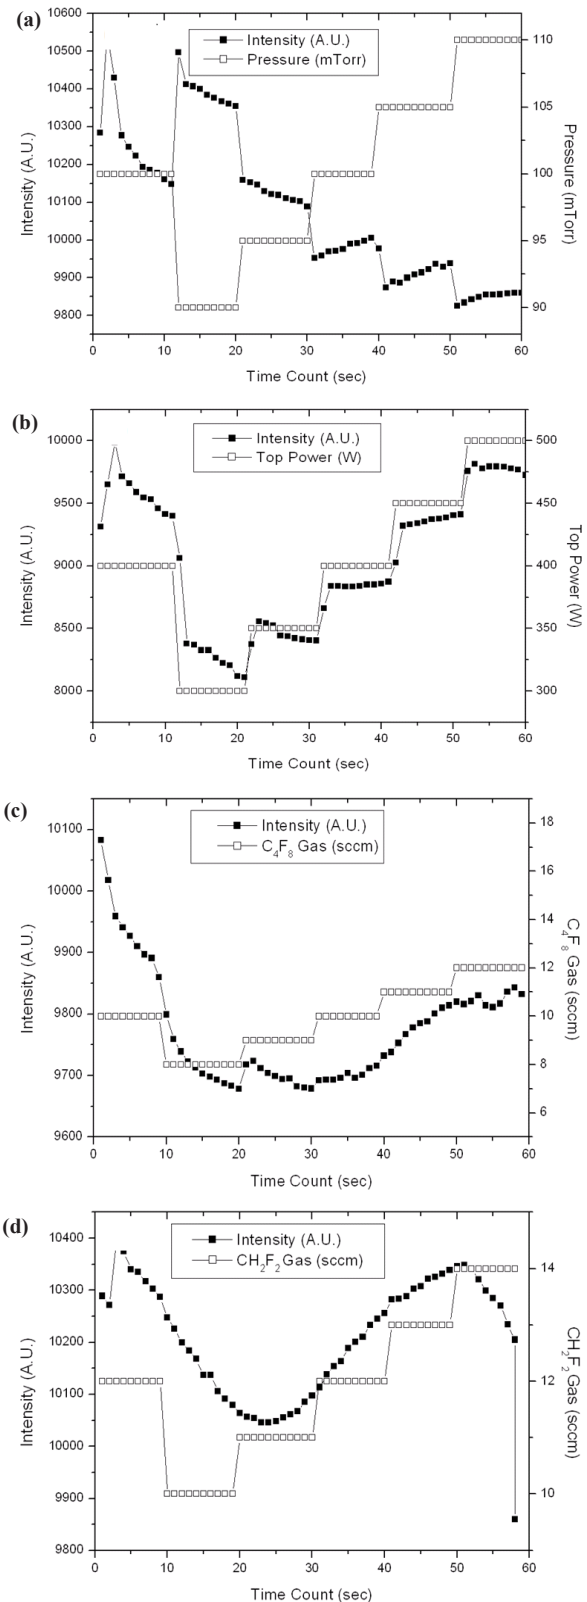 (a)
10600
10500
10400
10300
10200
10100
10000
9900
9800
Intensity (A.U.)
Intensity (A.U.)
Pressure (mTorr)
110
105
100
95
90
Pressure (mTorr)
0 10 20 30 40 50 60
Time Count (sec)
(b)
10000
9500
9000
8500
8000
Intensity (A.U.)
Intensity (A.U.)
Top Power (W)
500
450
400
350
300
Top Power (W)
0 10 20 30 40 50 60
Time Count (sec)
(c)
10100
10000
9900
9800
9700
9600
Intensity (A.U.)
Intensity (A.U.)
C4F8 Gas (sccm)
18
16
14
12
10
8
6
C4F8 Gas (sccm)
0 10 20 30 40 50 60
Time Count (sec)
(d)
10400
10300
10200
10100
10000
9900
9800
Intensity (A.U.)
Intensity (A.U.)
CH2F2 Gas (sccm)
14
12
10
CH2F2 Gas (sccm)
0 10 20 30 40 50 60
Time Count (sec)